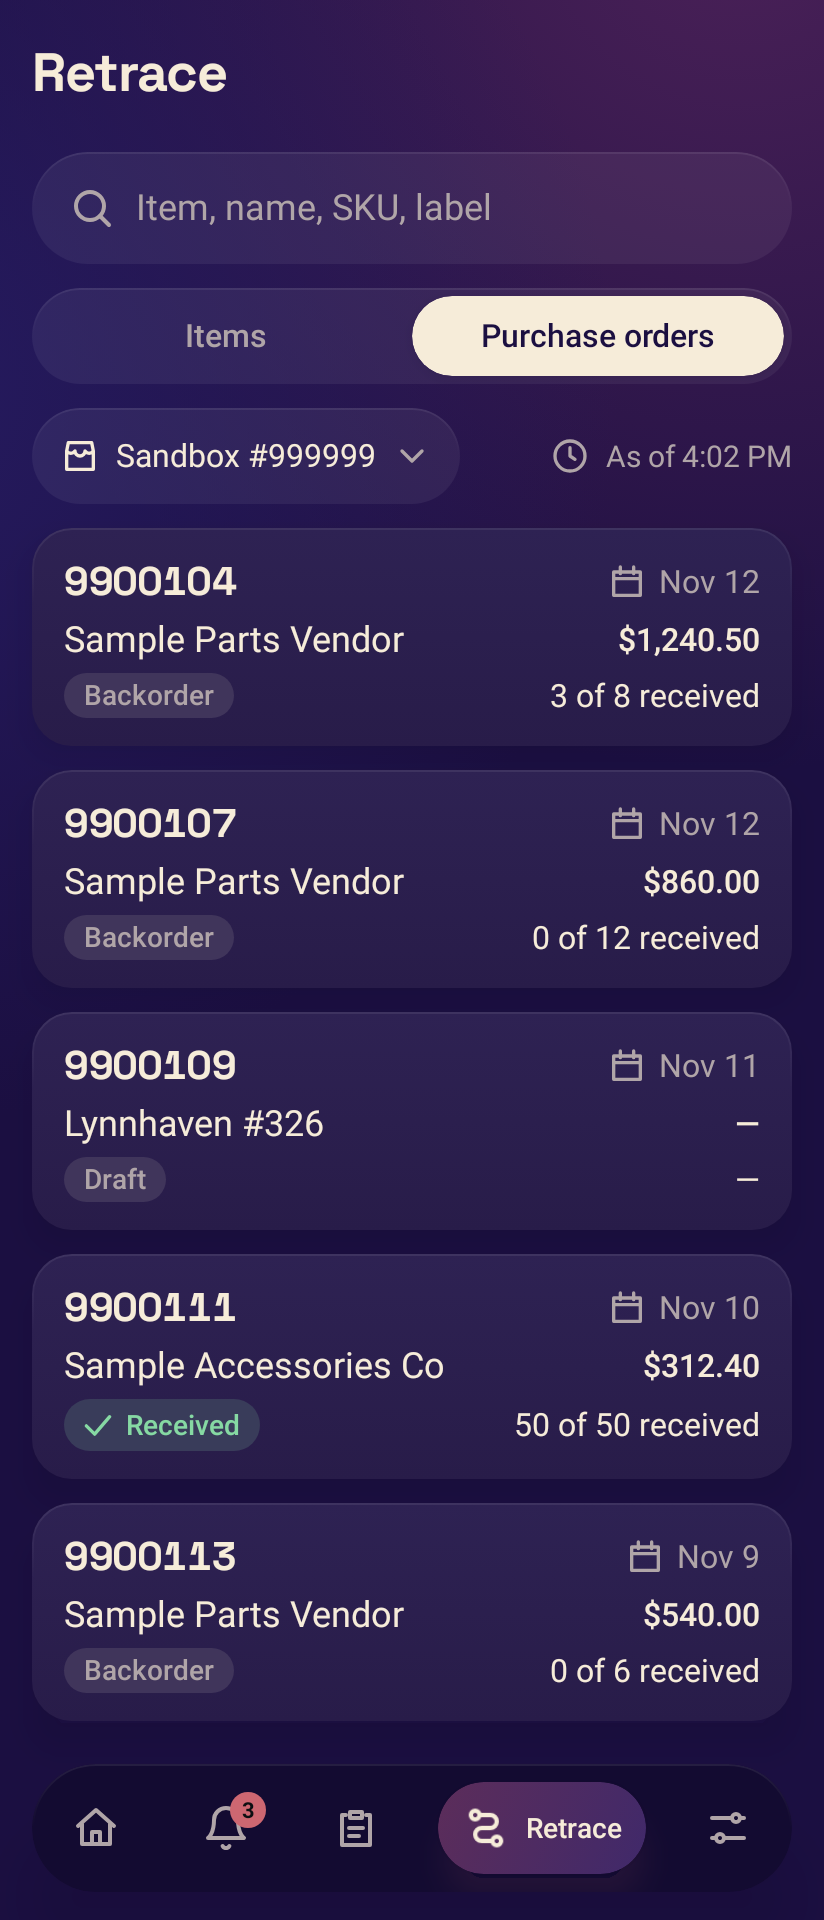 Retrace
Item, name, SKU, label
Items
Purchase orders
Sandbox #999999
As of 4:02 PM
9900104
Nov 12
Sample Parts Vendor
$1,240.50
Backorder
3 of 8 received
9900107
Nov 12
Sample Parts Vendor
$860.00
Backorder
0 of 12 received
9900109
Nov 11
Lynnhaven #326
–
Draft
–
9900111
Nov 10
Sample Accessories Co
$312.40
Received
50 of 50 received
9900113
Nov 9
Sample Parts Vendor
$540.00
Backorder
0 of 6 received
3
Retrace